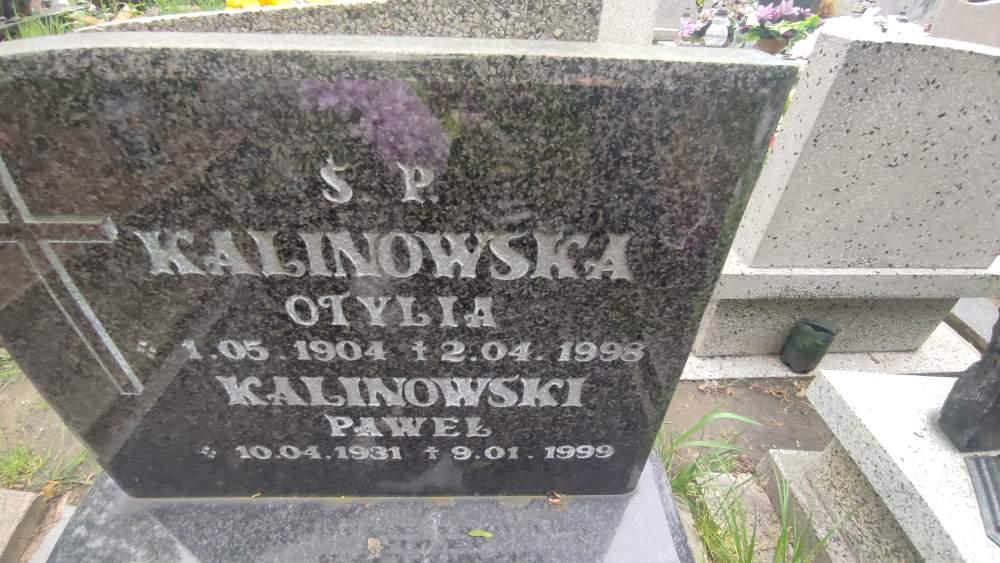 Ś. P.
KALINOWSKA
OTYLIA
* 1.05.1904 † 2.04.1998
KALINOWSKI
PAWEŁ
* 10.04.1931 † 9.01.1999